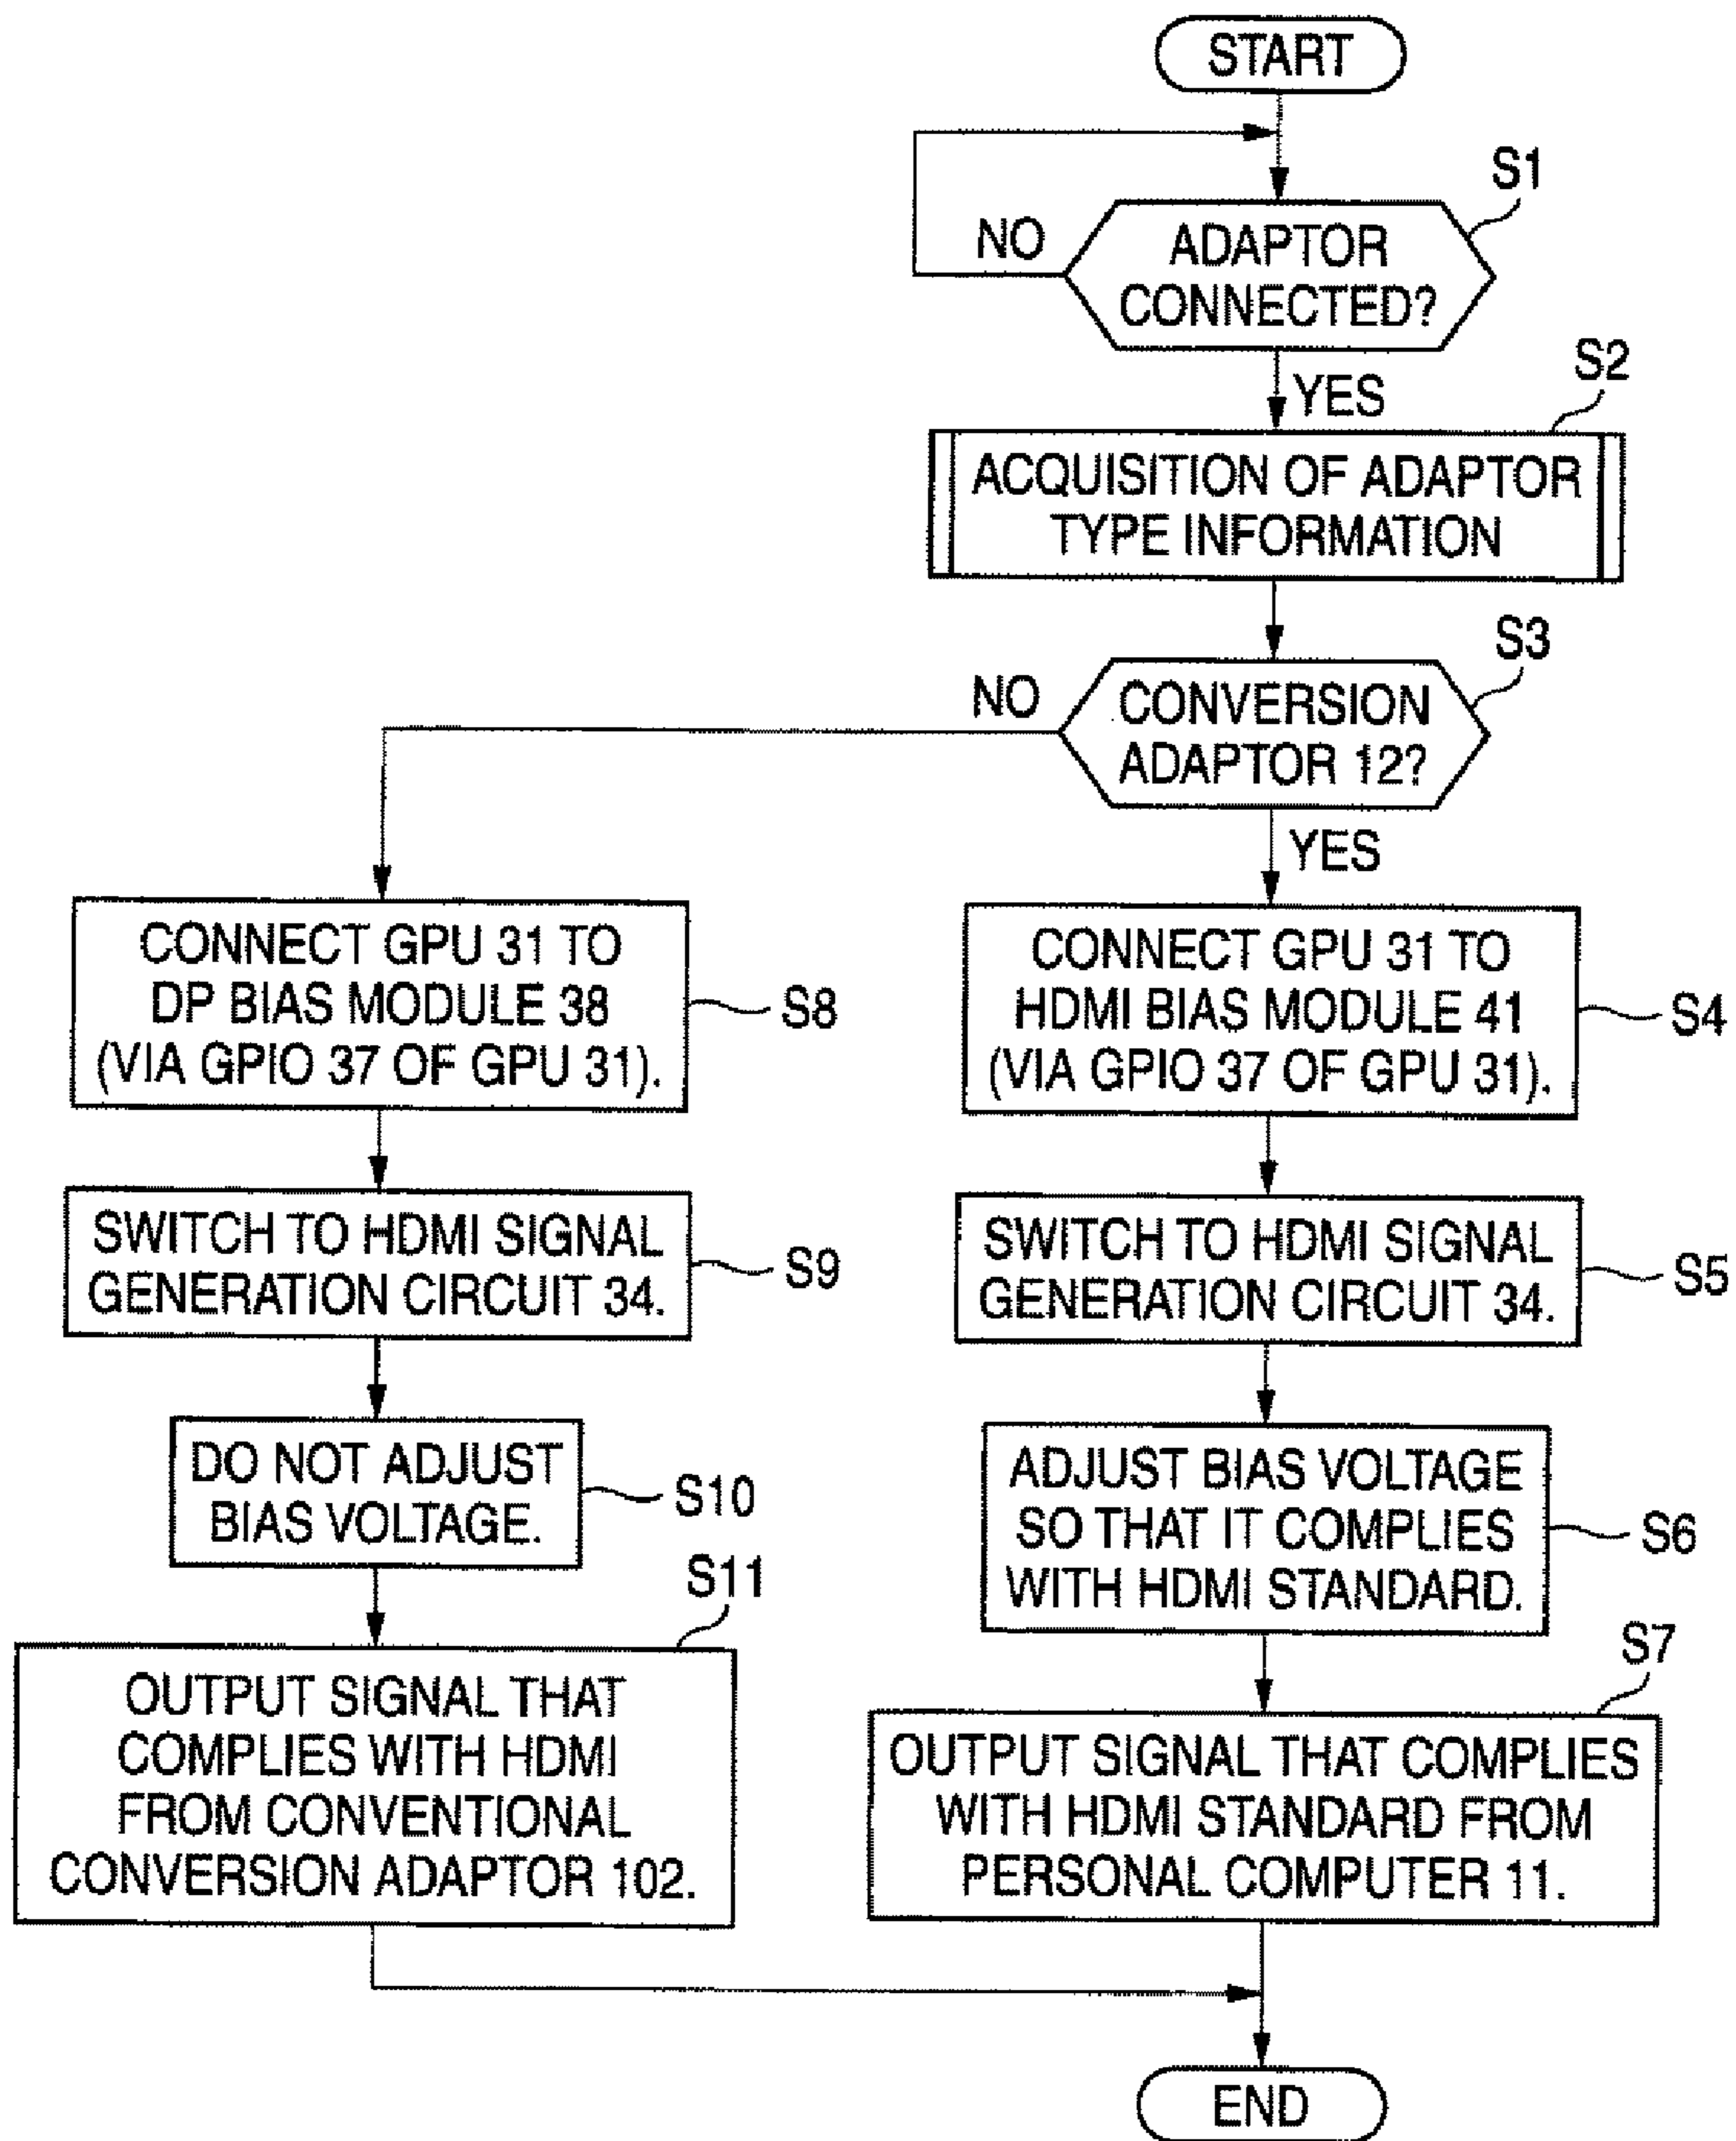 START
S1
NO
ADAPTOR
CONNECTED?
YES
S2
ACQUISITION OF ADAPTOR
TYPE INFORMATION
S3
NO
CONVERSION
ADAPTOR 12?
YES
CONNECT GPU 31 TO
DP BIAS MODULE 38
(VIA GPIO 37 OF GPU 31).
S8
CONNECT GPU 31 TO
HDMI BIAS MODULE 41
(VIA GPIO 37 OF GPU 31).
S4
SWITCH TO HDMI SIGNAL
GENERATION CIRCUIT 34.
S9
SWITCH TO HDMI SIGNAL
GENERATION CIRCUIT 34.
S5
DO NOT ADJUST
BIAS VOLTAGE.
S10
ADJUST BIAS VOLTAGE
SO THAT IT COMPLIES
WITH HDMI STANDARD.
S6
S11
OUTPUT SIGNAL THAT
COMPLIES WITH HDMI
FROM CONVENTIONAL
CONVERSION ADAPTOR 102.
S7
OUTPUT SIGNAL THAT COMPLIES
WITH HDMI STANDARD FROM
PERSONAL COMPUTER 11.
END